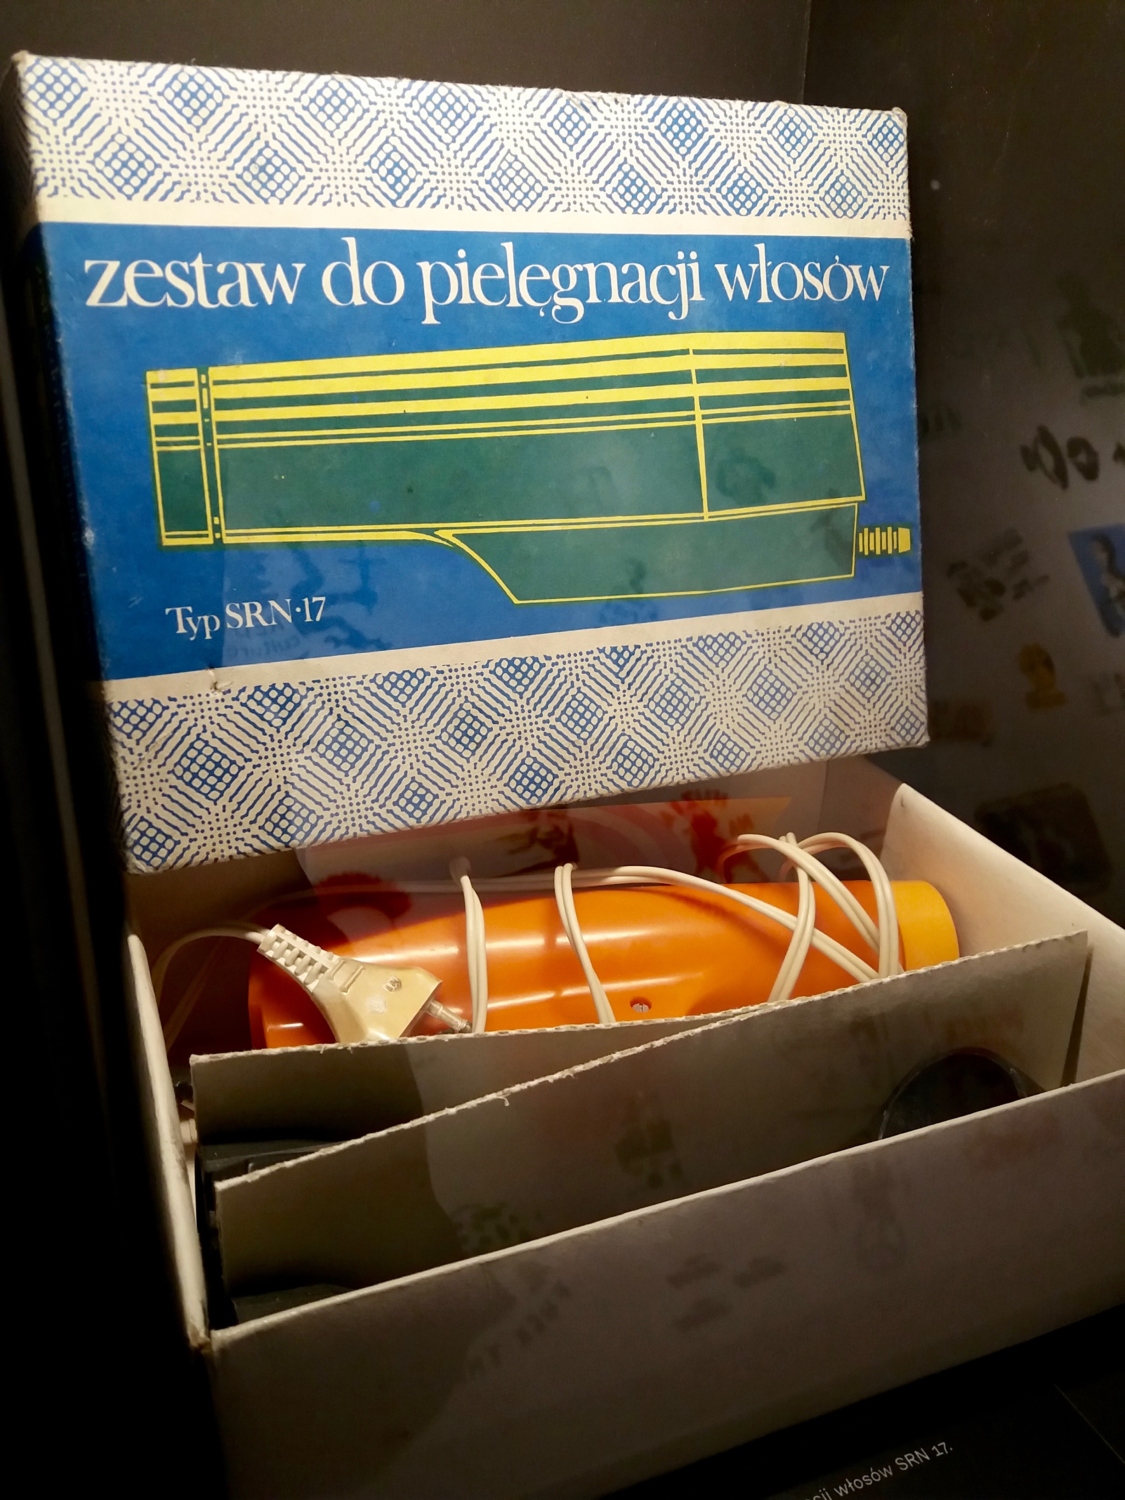 zestaw do pielęgnacji włosów
Typ SRN·17
włosów SRN 17.